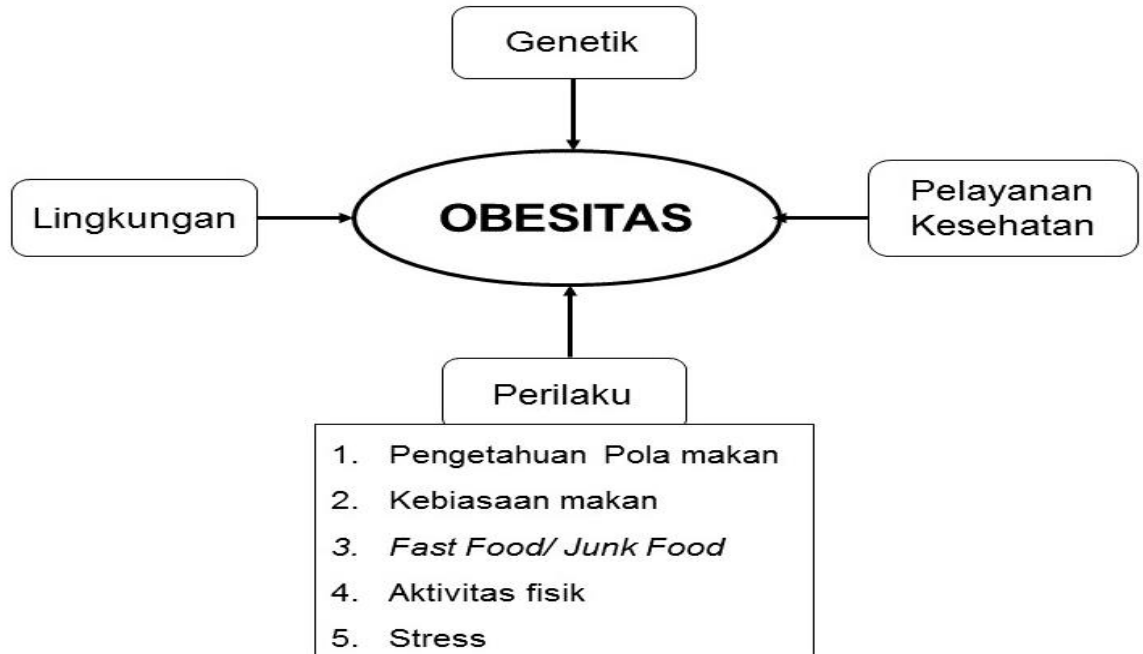 Genetik
Lingkungan
OBESITAS
Pelayanan
Kesehatan
Perilaku
1. Pengetahuan Pola makan
2. Kebiasaan makan
3. Fast Food/ Junk Food
4. Aktivitas fisik
5. Stress